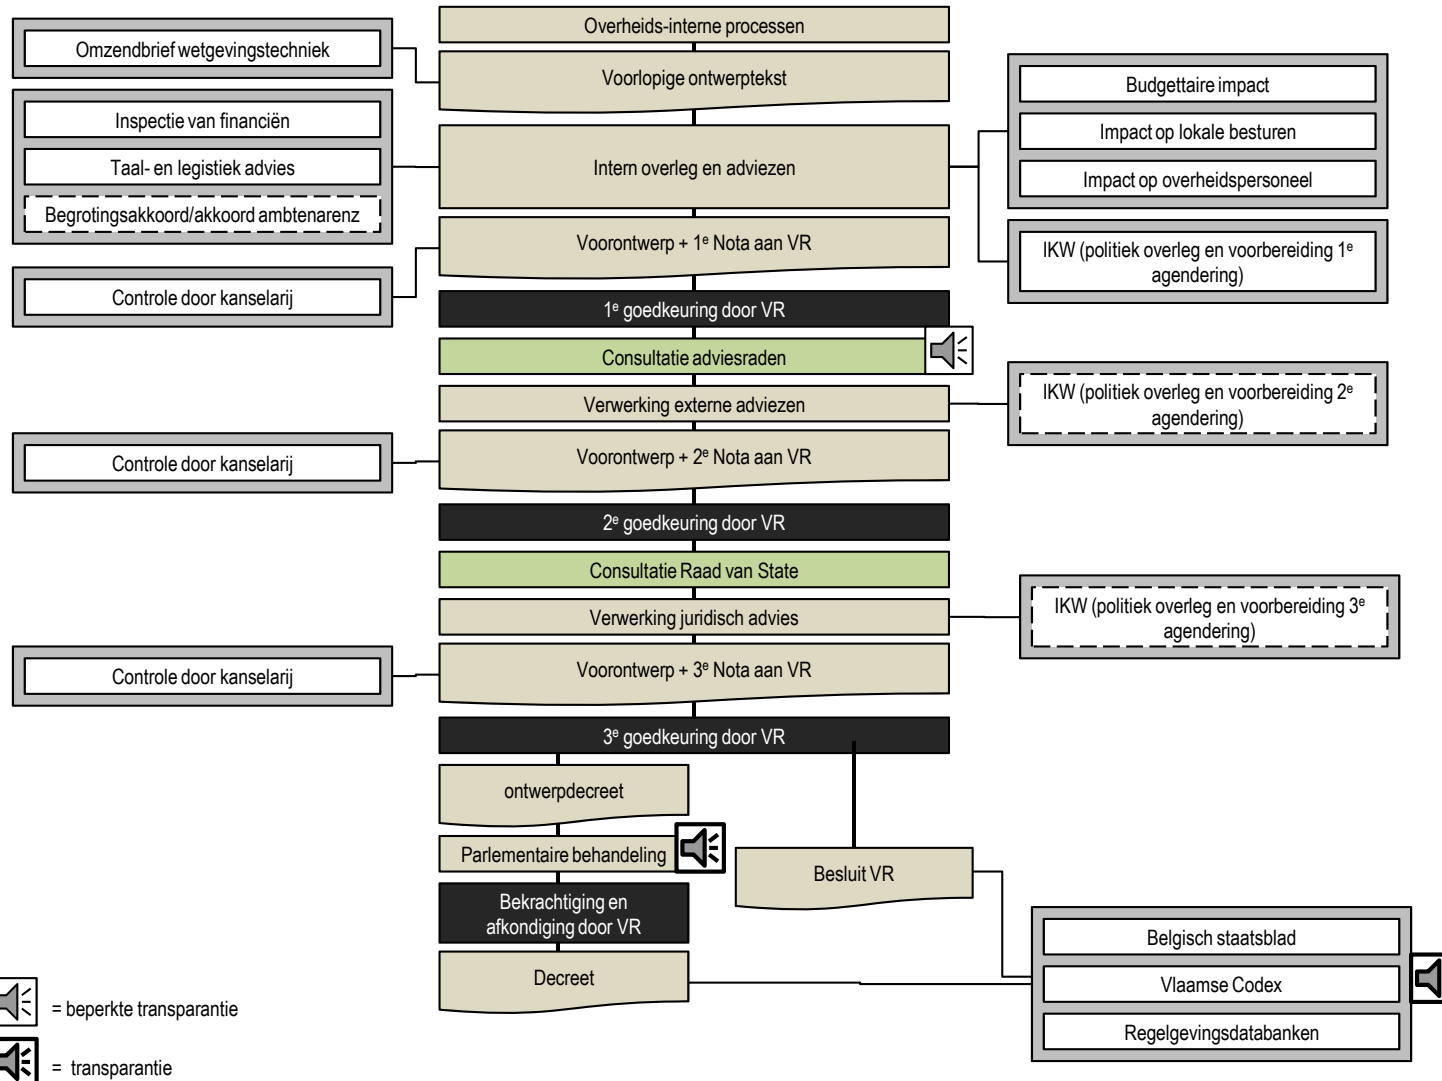 Overheids-interne processen
Omzendbrief wetgevingstechniek
Voorlopige ontwerptekst
Budgettaire impact
Impact op lokale besturen
Impact op overheidspersoneel
Inspectie van financiën
Taal- en legistiek advies
Begrotingsakkoord/akkoord ambtenarenz
Intern overleg en adviezen
IKW (politiek overleg en voorbereiding 1e
agendering)
Voorontwerp + 1e Nota aan VR
Controle door kanselarij
1e goedkeuring door VR
Consultatie adviesraden
Verwerking externe adviezen
IKW (politiek overleg en voorbereiding 2e
agendering)
Controle door kanselarij
Voorontwerp + 2e Nota aan VR
2e goedkeuring door VR
Consultatie Raad van State
Verwerking juridisch advies
IKW (politiek overleg en voorbereiding 3e
agendering)
Controle door kanselarij
Voorontwerp + 3e Nota aan VR
3e goedkeuring door VR
ontwerpdecreet
Parlementaire behandeling
Besluit VR
Bekrachtiging en
afkondiging door VR
Decreet
Belgisch staatsblad
Vlaamse Codex
Regelgevingsdatabanken
= beperkte transparantie
= transparantie